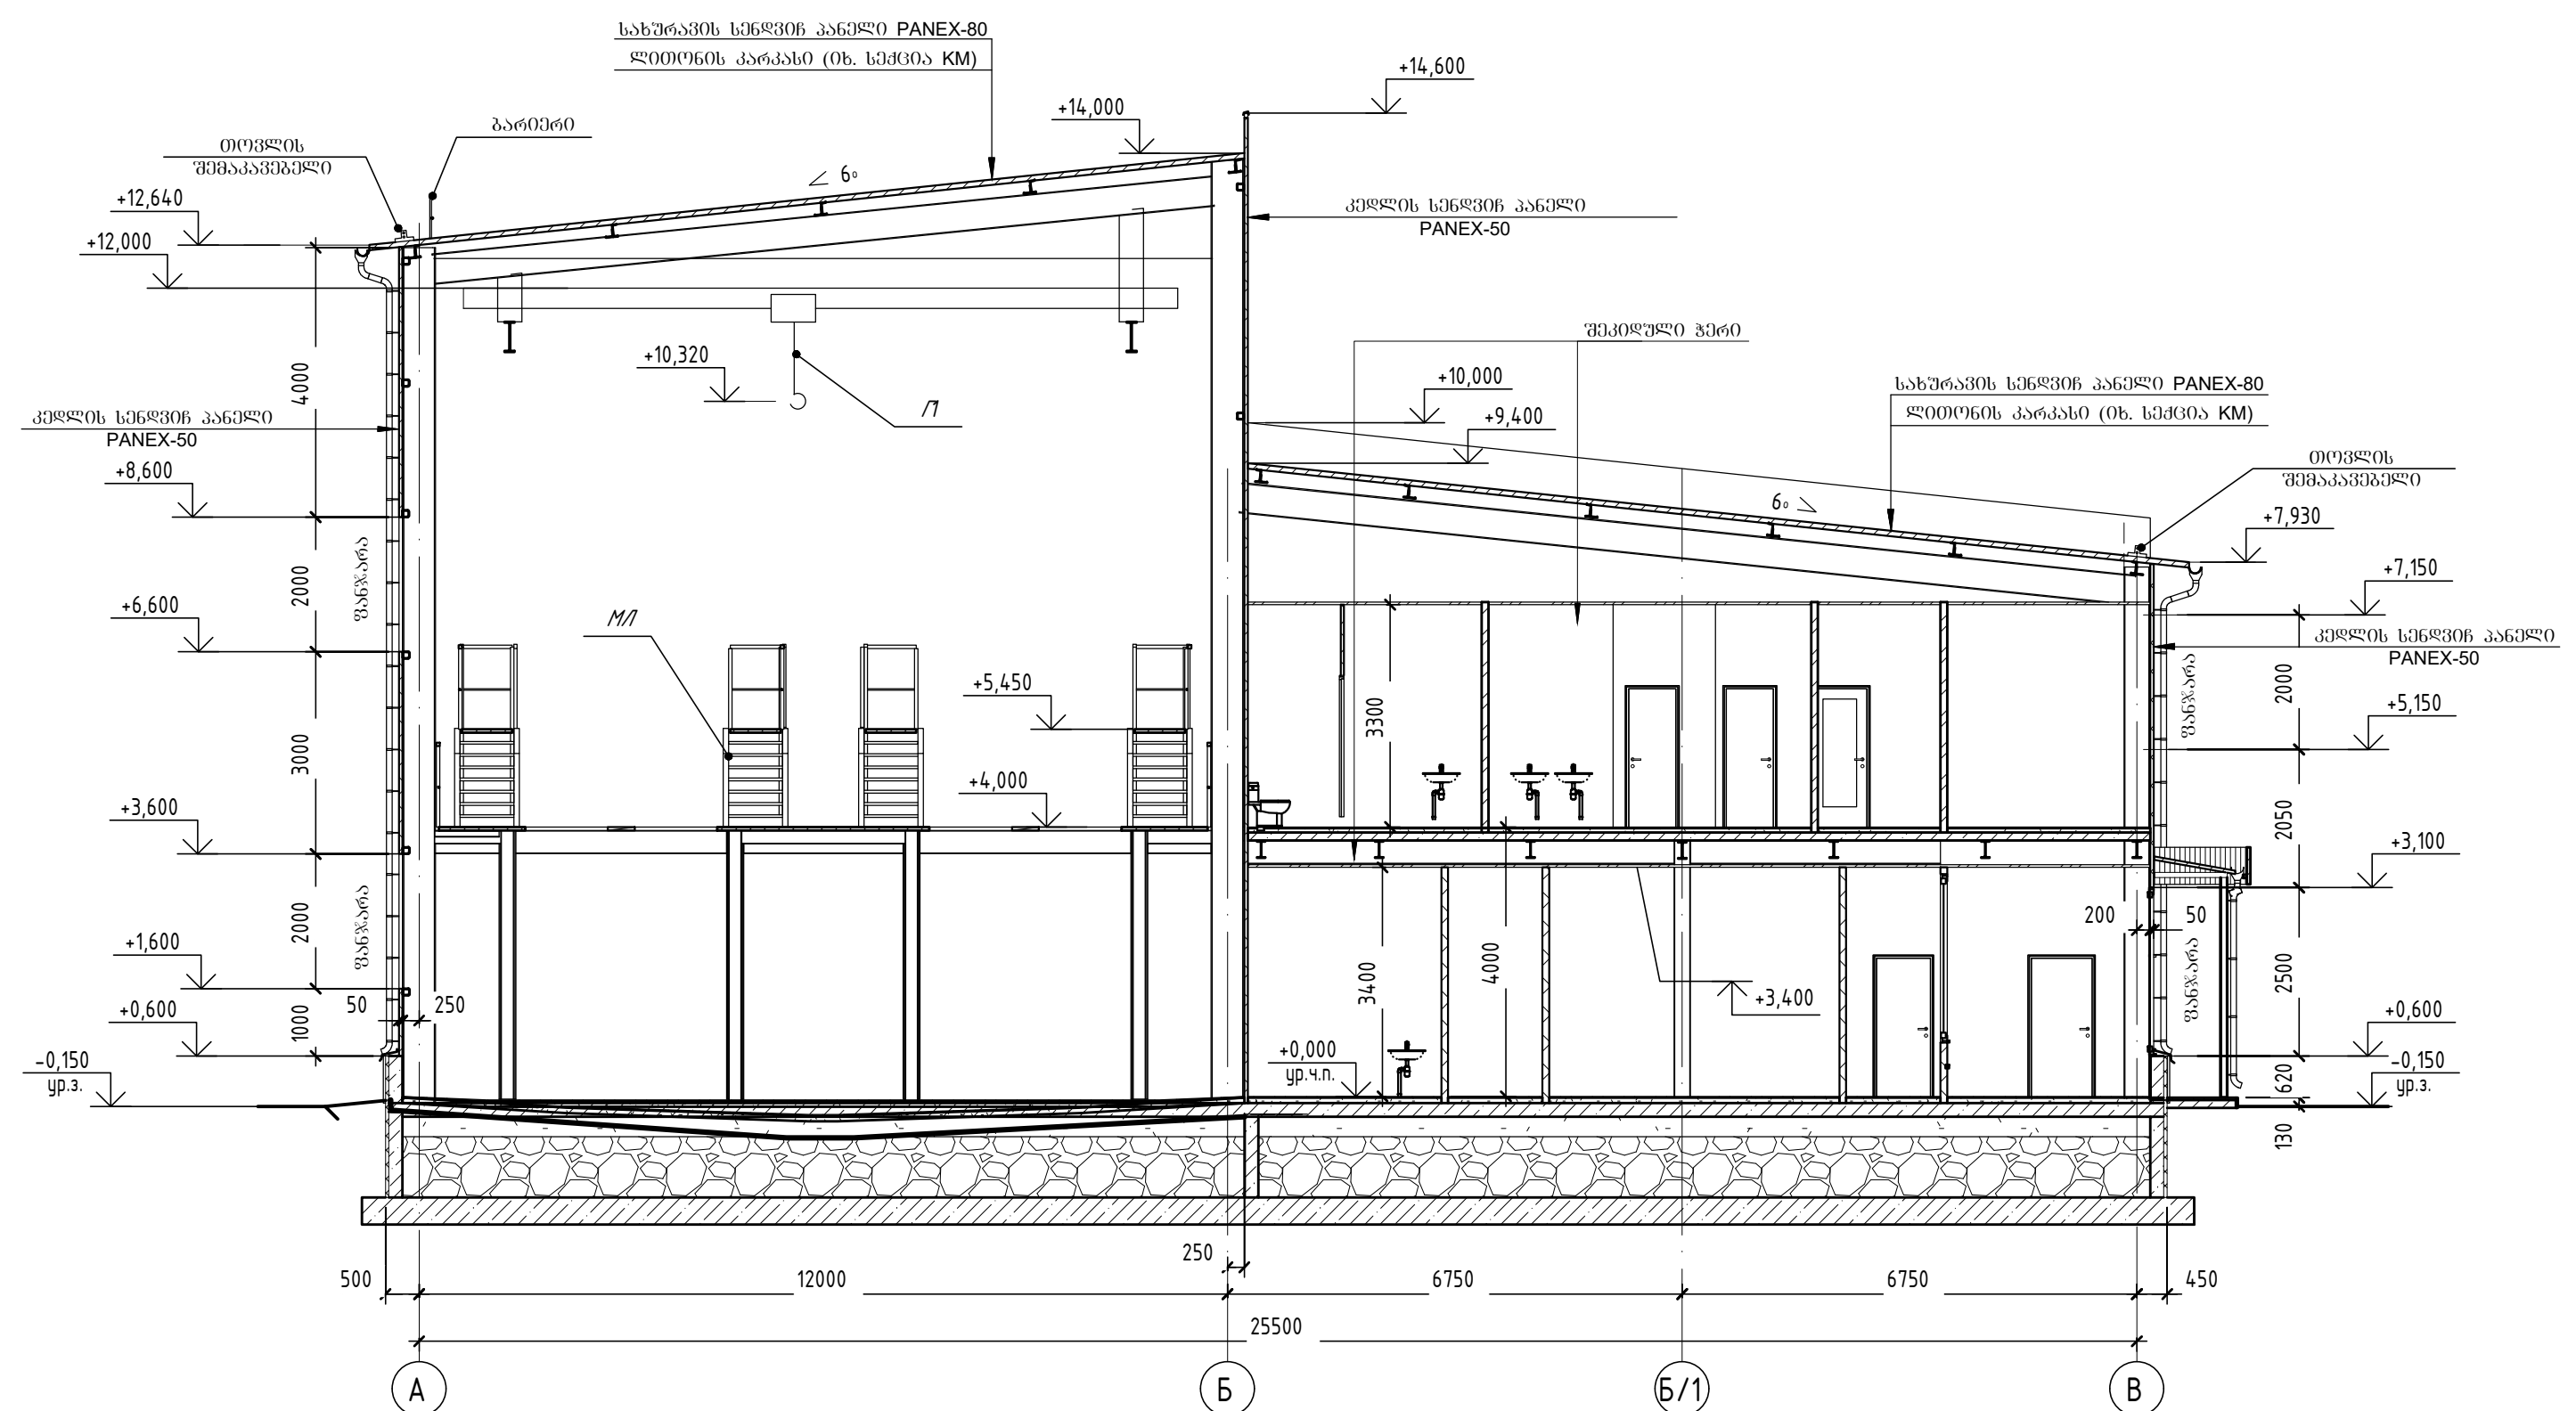 სახურავის სენდვიჩ პანელი PANEX-80
ლითონის კარკასი (იხ. სექცია KM)
+14,600
+14,000
ბარიერი
თოვლის
შემაკავებელი
6°
+12,640
+12,000
კედლის სენდვიჩ პანელი
PANEX-50
შეკიდული ჭერი
+10,320
4000
+10,000
+9,400
სახურავის სენდვიჩ პანელი PANEX-80
ლითონის კარკასი (იხ. სექცია KM)
П1
კედლის სენდვიჩ პანელი
PANEX-50
+8,600
თოვლის
შემაკავებელი
6°
+7,930
ფანჯარა
2000
+7,150
+6,600
МЛ
კედლის სენდვიჩ პანელი
PANEX-50
ფანჯარა
2000
+5,450
3300
+5,150
3000
+4,000
+3,600
2050
+3,100
ფანჯარა
2000
200
50
+1,600
3400
4000
+3,400
ფანჯარა
2500
50
250
+0,600
1000
+0,000
ур.ч.п.
+0,600
-0,150
ур.з.
620
-0,150
ур.з.
130
250
500
12000
6750
6750
450
25500
А
Б
Б/1
В